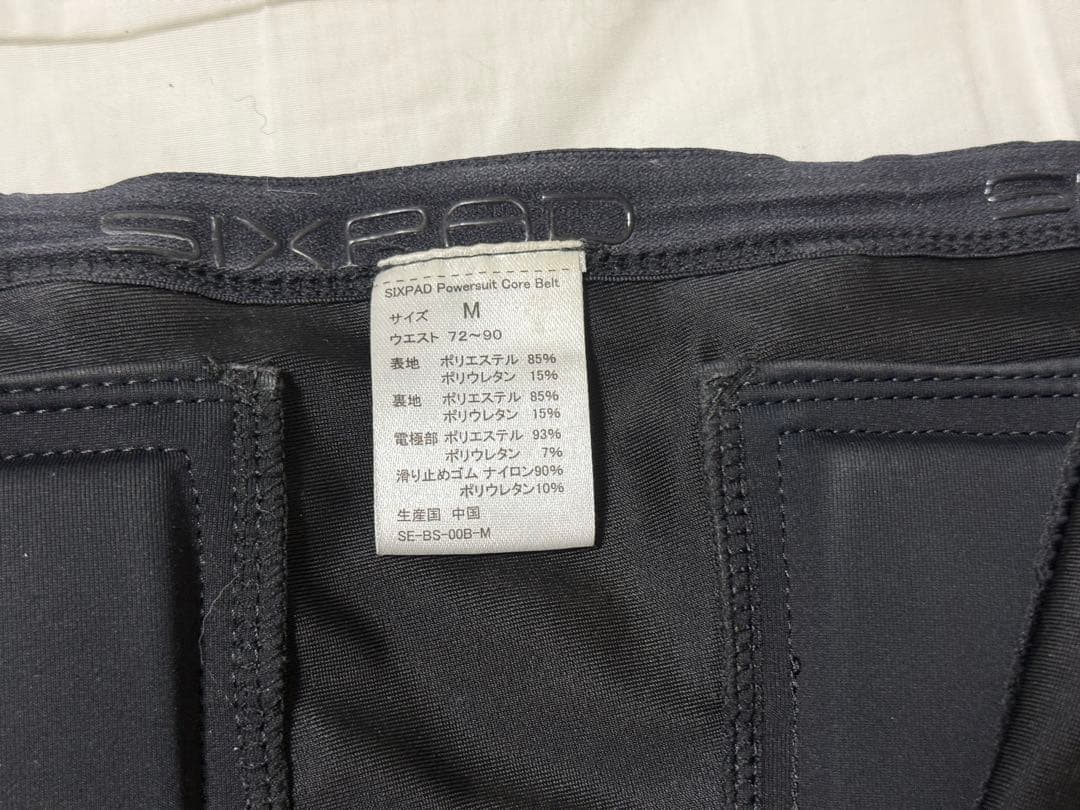 SIXPAD
SIXPAD Powersuit Core Belt
サイズ M
ウエスト 72～90
表地 ポリエステル 85%
ポリウレタン 15%
裏地 ポリエステル 85%
ポリウレタン 15%
電極部 ポリエステル 93%
ポリウレタン 7%
滑り止めゴム ナイロン90%
ポリウレタン10%
生産国 中国
SE-BS-00B-M